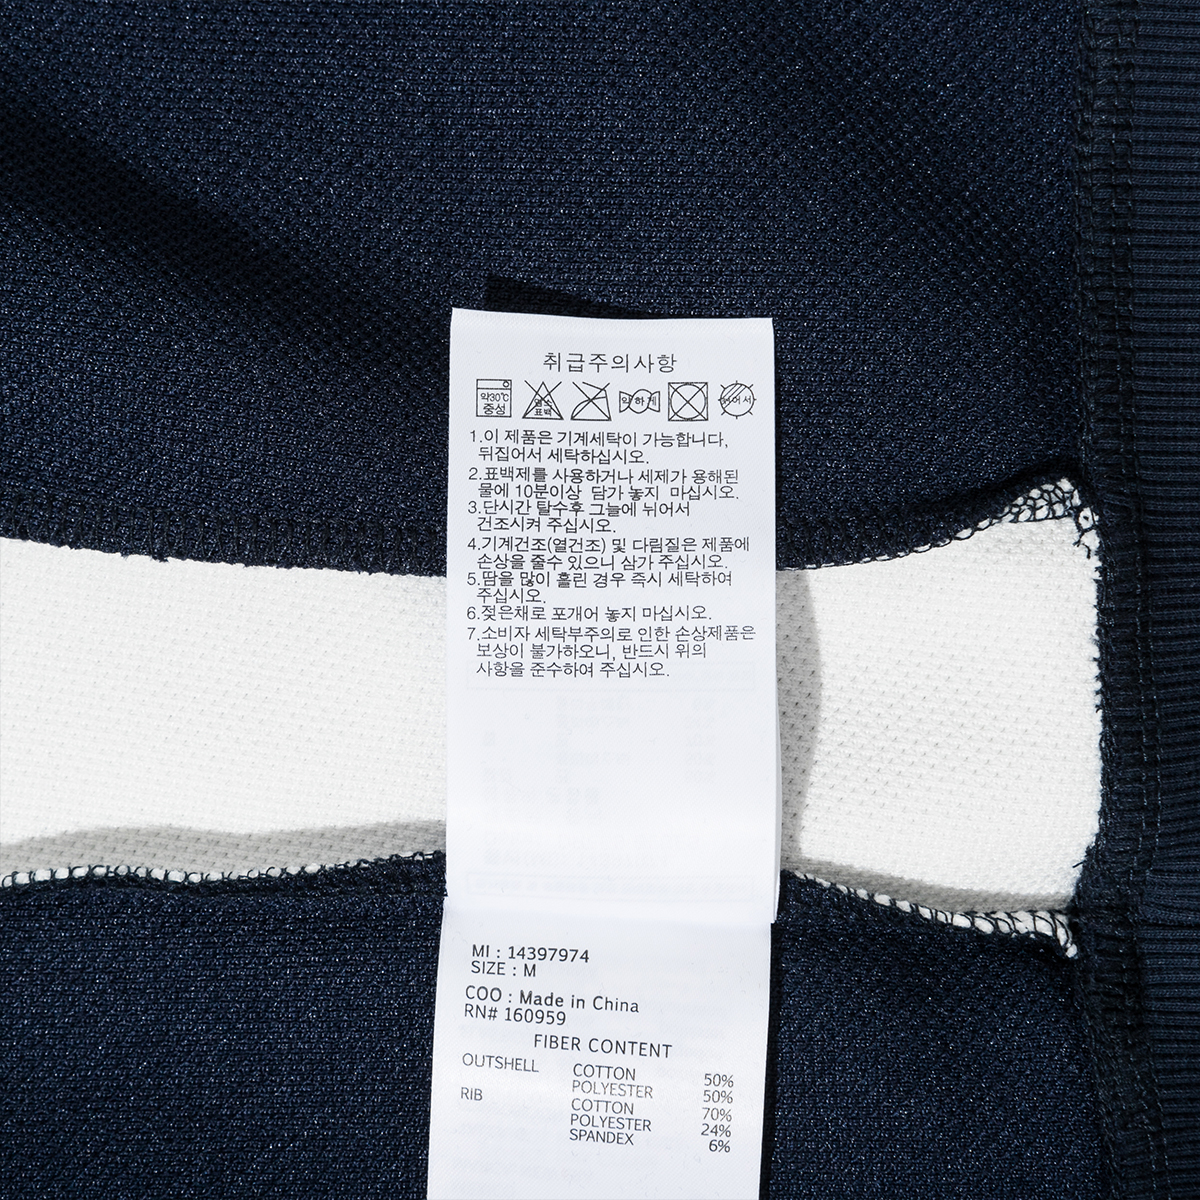 취급주의사항
약30℃ 중성 염소 표백 약하게 뉘어서
1.이 제품은 기계세탁이 가능합니다,
뒤집어서 세탁하십시오.
2.표백제를 사용하거나 세제가 용해된
물에 10분이상 담가 놓지 마십시오.
3.단시간 탈수후 그늘에 뉘어서
건조시켜 주십시오.
4.기계건조(열건조) 및 다림질은 제품에
손상을 줄수 있으니 삼가 주십시오.
5.땀을 많이 흘린 경우 즉시 세탁하여
주십시오.
6.젖은채로 포개어 놓지 마십시오.
7.소비자 세탁부주의로 인한 손상제품은
보상이 불가하오니, 반드시 위의
사항을 준수하여 주십시오.
MI : 14397974
SIZE : M
COO : Made in China
RN# 160959
FIBER CONTENT
OUTSHELL COTTON 50%
POLYESTER 50%
RIB COTTON 70%
POLYESTER 24%
SPANDEX 6%